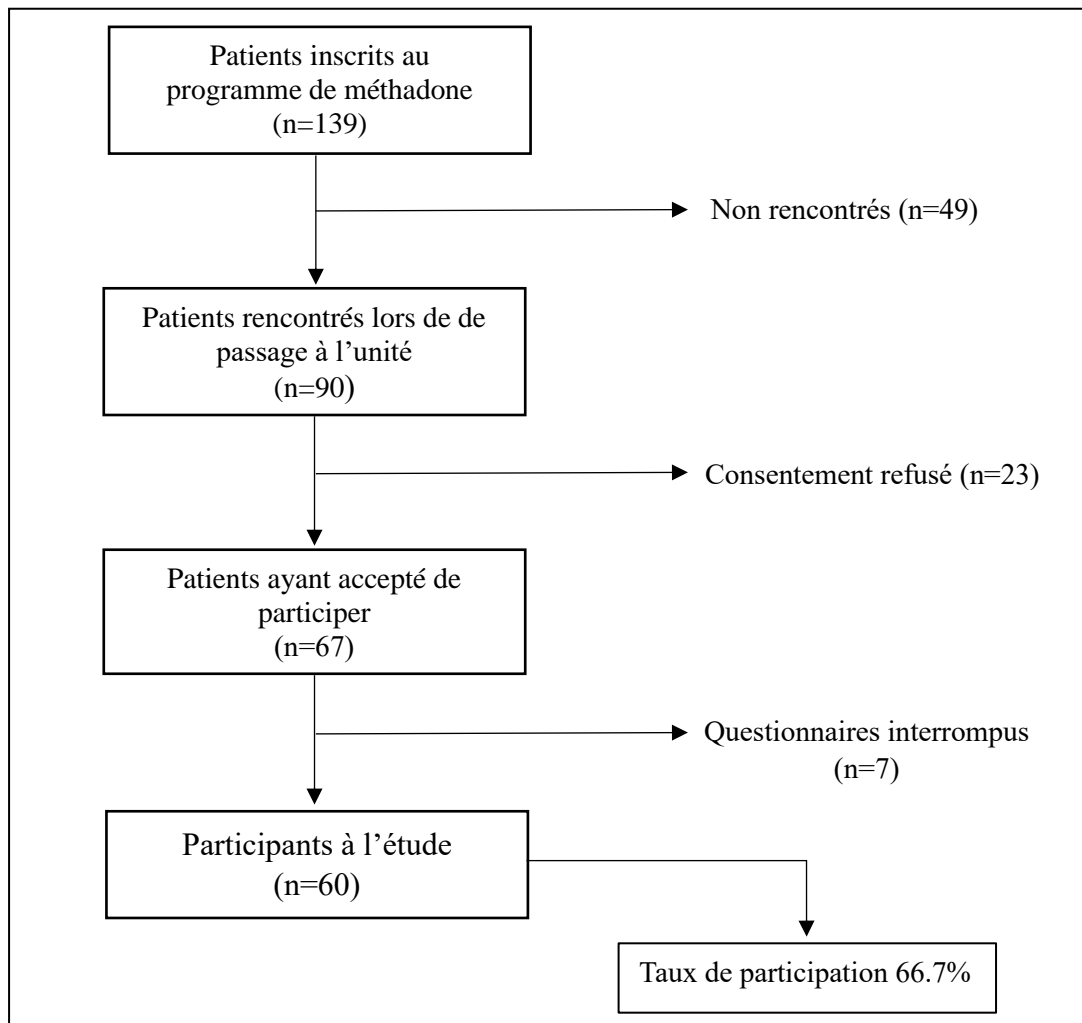 Patients inscrits au
programme de méthadone
(n=139)
Non rencontrés (n=49)
Patients rencontrés lors de de
passage à l’unité
(n=90)
Consentement refusé (n=23)
Patients ayant accepté de
participer
(n=67)
Questionnaires interrompus
(n=7)
Participants à l’étude
(n=60)
Taux de participation 66.7%